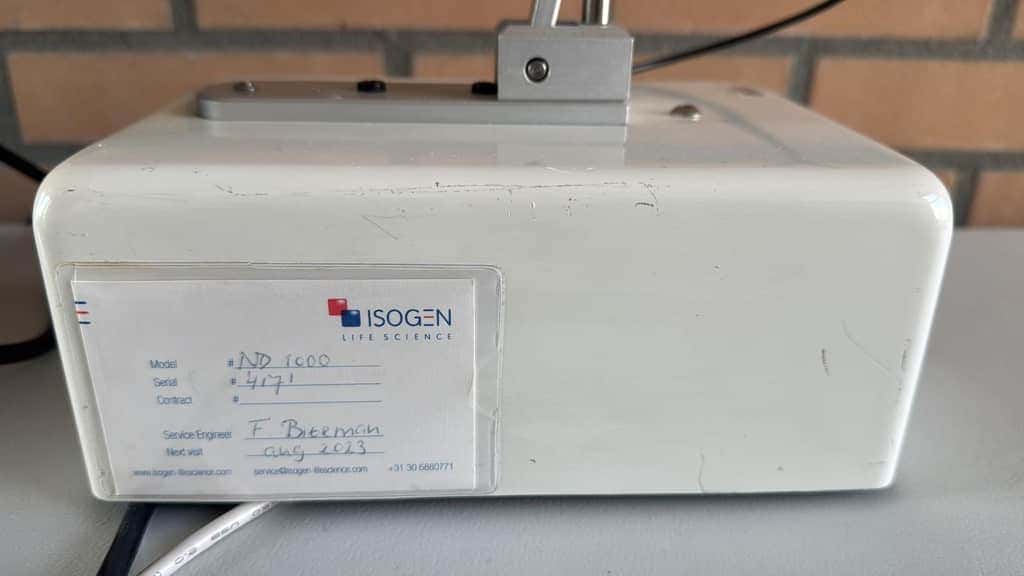 ISOGEN
LIFE SCIENCE
Model # ND 1000
Serial # 4171
Contract #
Service Engineer F Bierman
Next visit aug 2023
www.isogen-lifescience.com service@isogen-lifescience.com +31 30 6880771